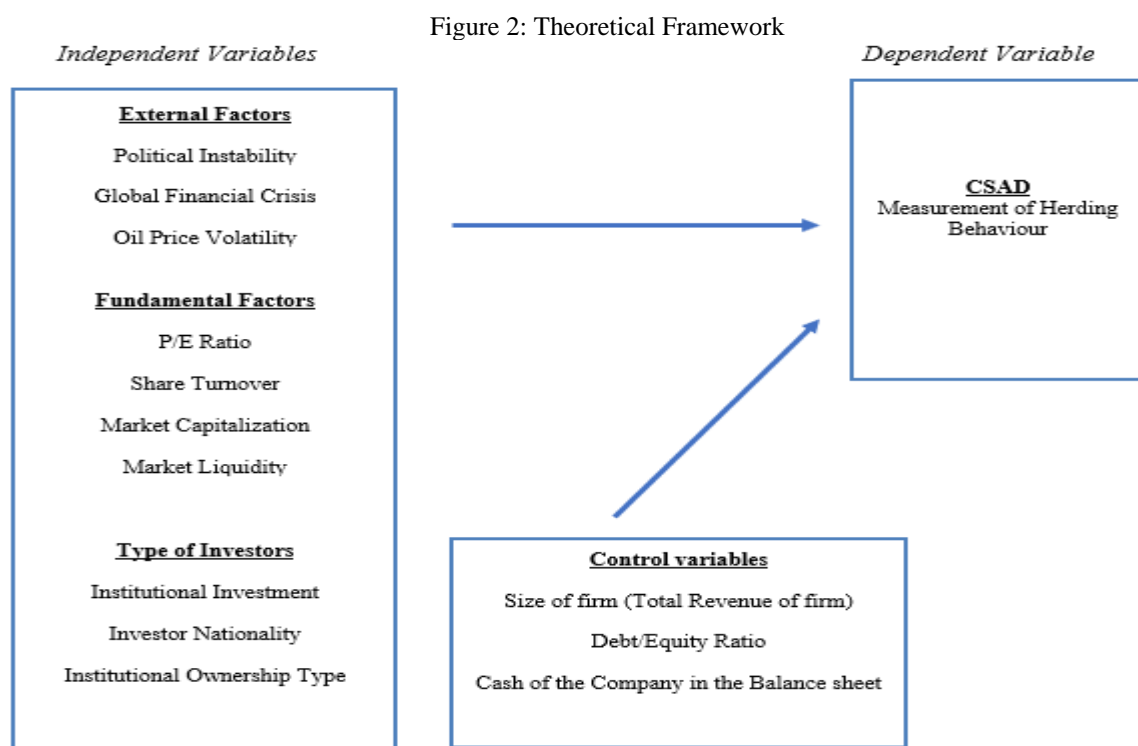 Figure 2: Theoretical Framework
Independent Variables
Dependent Variable
External Factors
Political Instability
Global Financial Crisis
Oil Price Volatility
Fundamental Factors
P/E Ratio
Share Turnover
Market Capitalization
Market Liquidity
Type of Investors
Institutional Investment
Investor Nationality
Institutional Ownership Type
CSAD
Measurement of Herding
Behaviour
Control variables
Size of firm (Total Revenue of firm)
Debt/Equity Ratio
Cash of the Company in the Balance sheet